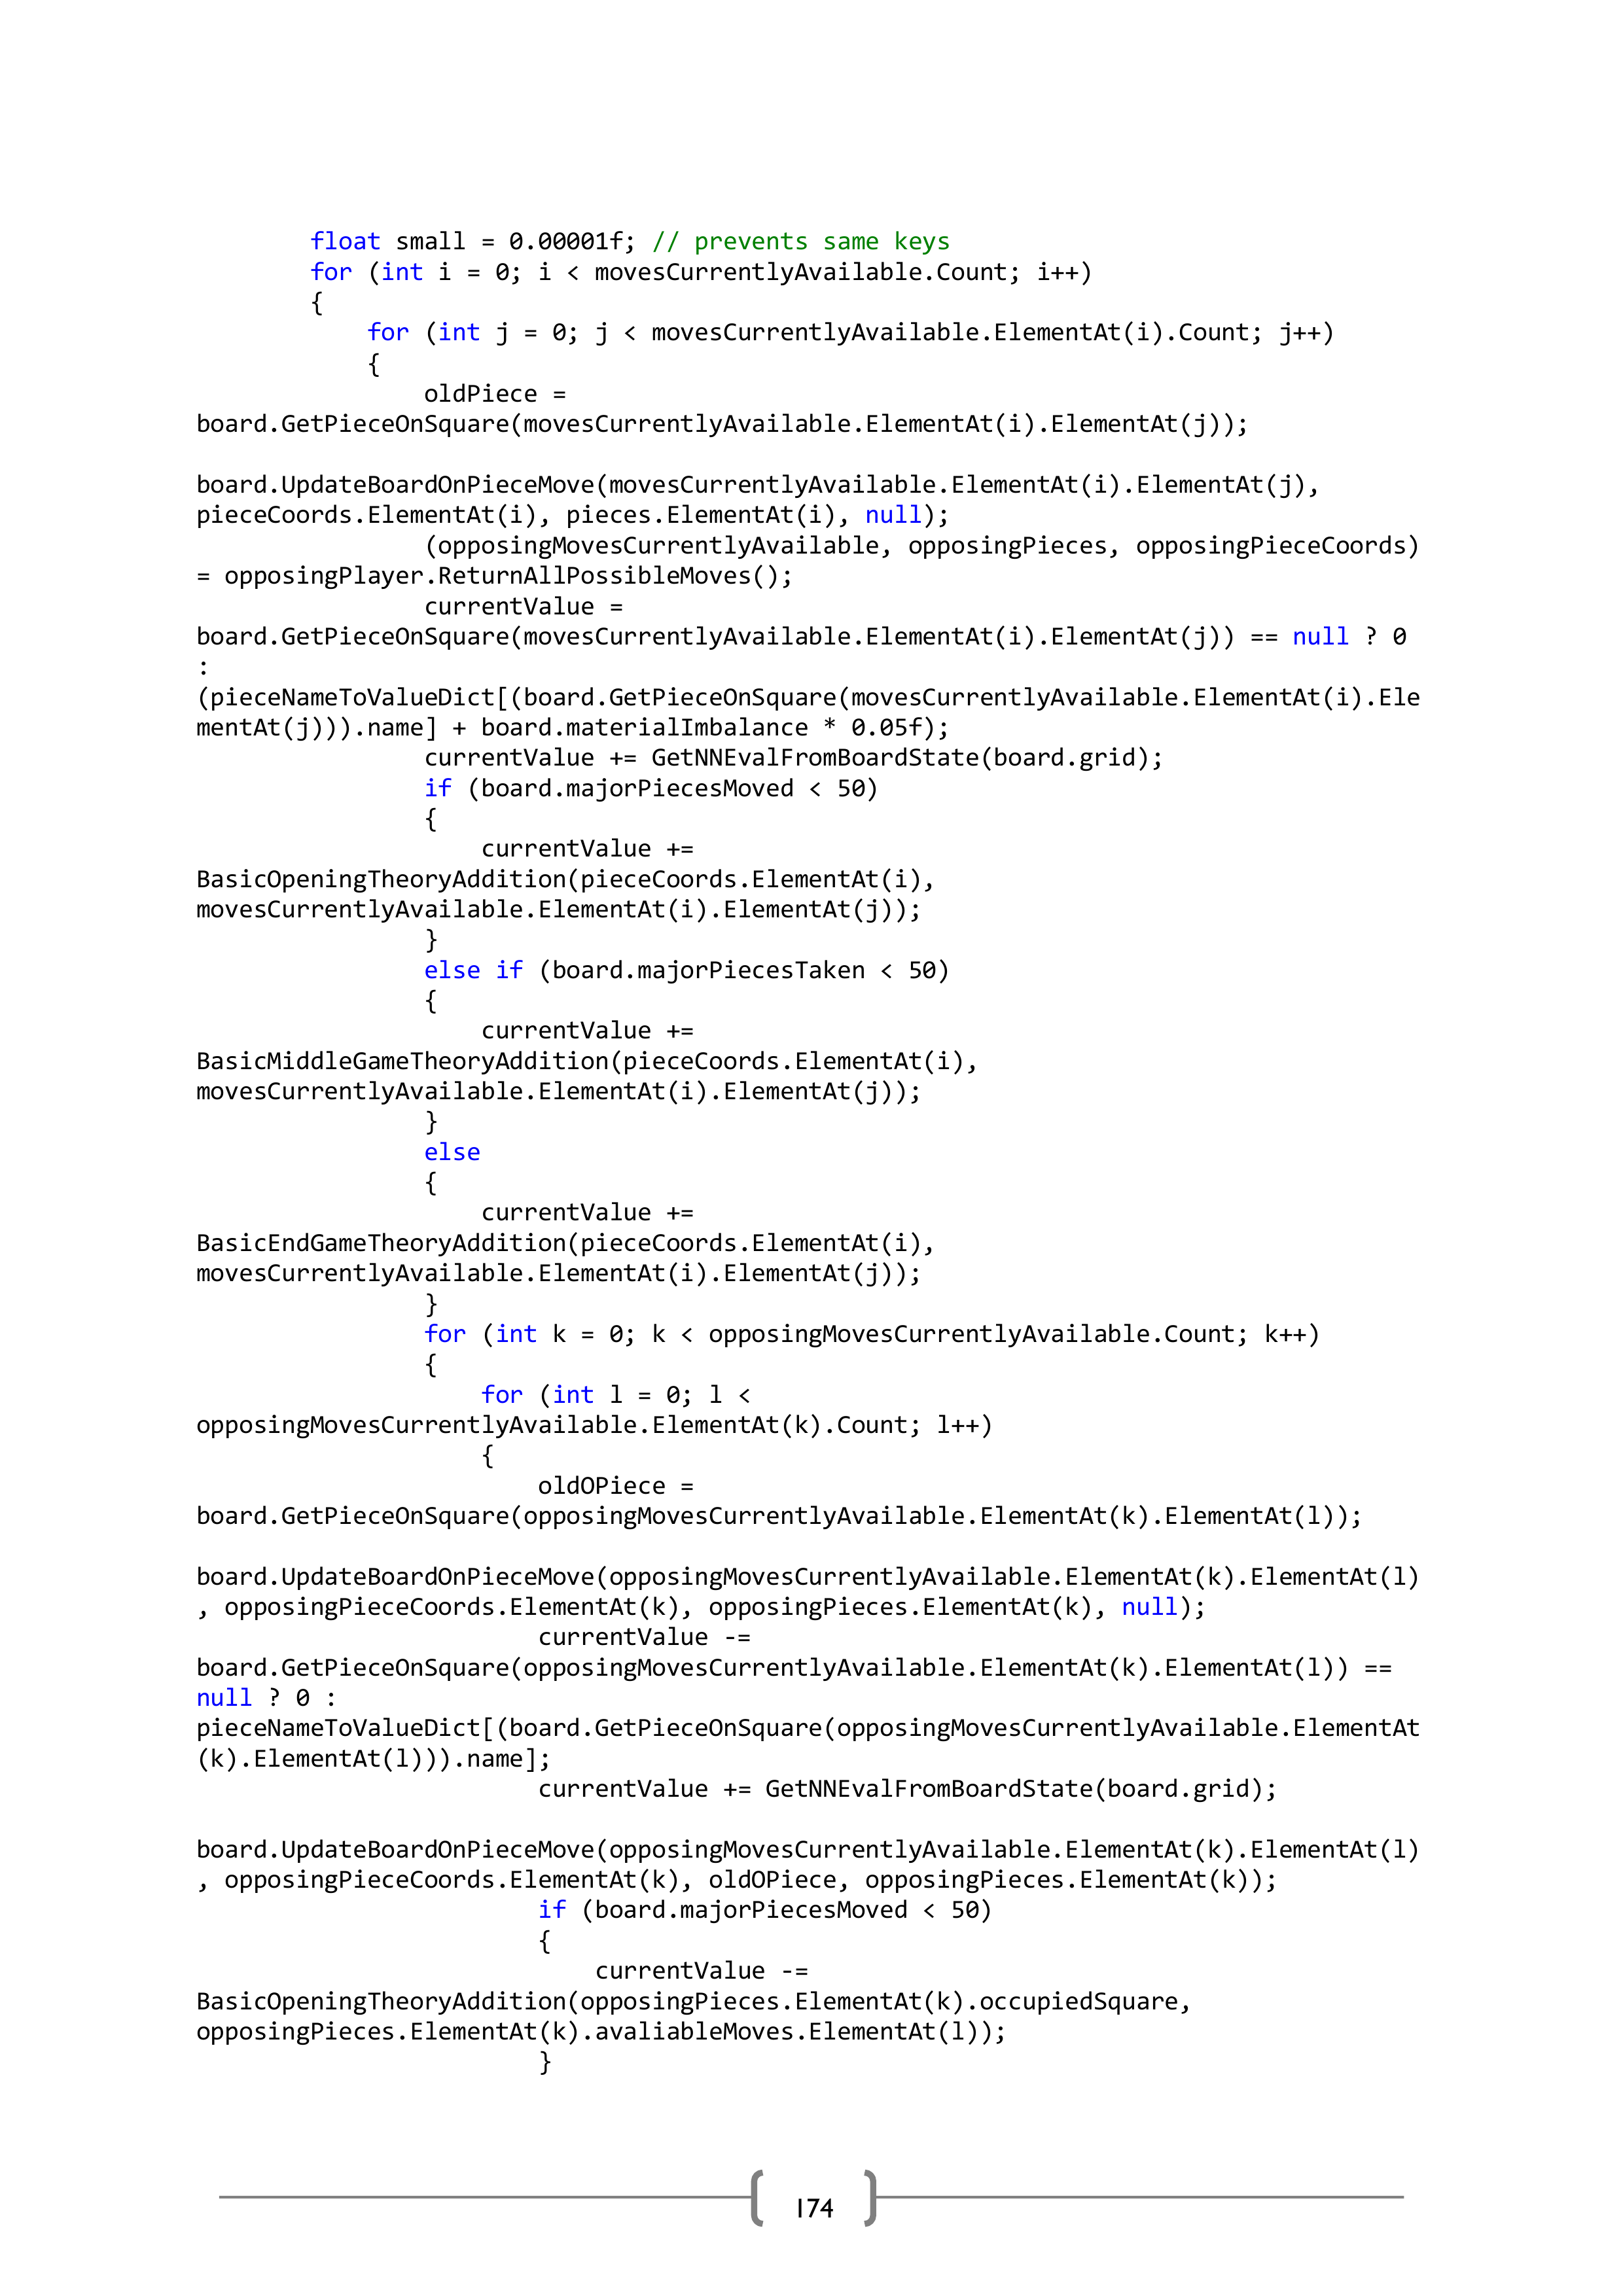 float small = 0.00001f; // prevents same keys
for (int i = 0; i < movesCurrentlyAvailable.Count; i++)
{
for (int j = 0; j < movesCurrentlyAvailable.ElementAt(i).Count; j++)
{
oldPiece =
board.GetPieceOnSquare(movesCurrentlyAvailable.ElementAt(i).ElementAt(j));
board.UpdateBoardOnPieceMove(movesCurrentlyAvailable.ElementAt(i).ElementAt(j),
pieceCoords.ElementAt(i), pieces.ElementAt(i), null);
(opposingMovesCurrentlyAvailable, opposingPieces, opposingPieceCoords)
= opposingPlayer.ReturnAllPossibleMoves();
currentValue =
board.GetPieceOnSquare(movesCurrentlyAvailable.ElementAt(i).ElementAt(j)) == null ? 0
:
(pieceNameToValueDict[(board.GetPieceOnSquare(movesCurrentlyAvailable.ElementAt(i).Ele
mentAt(j))).name] + board.materialImbalance * 0.05f);
currentValue += GetNNEvalFromBoardState(board.grid);
if (board.majorPiecesMoved < 50)
{
currentValue +=
BasicOpeningTheoryAddition(pieceCoords.ElementAt(i),
movesCurrentlyAvailable.ElementAt(i).ElementAt(j));
}
else if (board.majorPiecesTaken < 50)
{
currentValue +=
BasicMiddleGameTheoryAddition(pieceCoords.ElementAt(i),
movesCurrentlyAvailable.ElementAt(i).ElementAt(j));
}
else
{
currentValue +=
BasicEndGameTheoryAddition(pieceCoords.ElementAt(i),
movesCurrentlyAvailable.ElementAt(i).ElementAt(j));
}
for (int k = 0; k < opposingMovesCurrentlyAvailable.Count; k++)
{
for (int l = 0; l <
opposingMovesCurrentlyAvailable.ElementAt(k).Count; l++)
{
oldOPiece =
board.GetPieceOnSquare(opposingMovesCurrentlyAvailable.ElementAt(k).ElementAt(l));
board.UpdateBoardOnPieceMove(opposingMovesCurrentlyAvailable.ElementAt(k).ElementAt(l)
, opposingPieceCoords.ElementAt(k), opposingPieces.ElementAt(k), null);
currentValue -=
board.GetPieceOnSquare(opposingMovesCurrentlyAvailable.ElementAt(k).ElementAt(l)) ==
null ? 0 :
pieceNameToValueDict[(board.GetPieceOnSquare(opposingMovesCurrentlyAvailable.ElementAt
(k).ElementAt(l))).name];
currentValue += GetNNEvalFromBoardState(board.grid);
board.UpdateBoardOnPieceMove(opposingMovesCurrentlyAvailable.ElementAt(k).ElementAt(l)
, opposingPieceCoords.ElementAt(k), oldOPiece, opposingPieces.ElementAt(k));
if (board.majorPiecesMoved < 50)
{
currentValue -=
BasicOpeningTheoryAddition(opposingPieces.ElementAt(k).occupiedSquare,
opposingPieces.ElementAt(k).avaliableMoves.ElementAt(l));
}
174